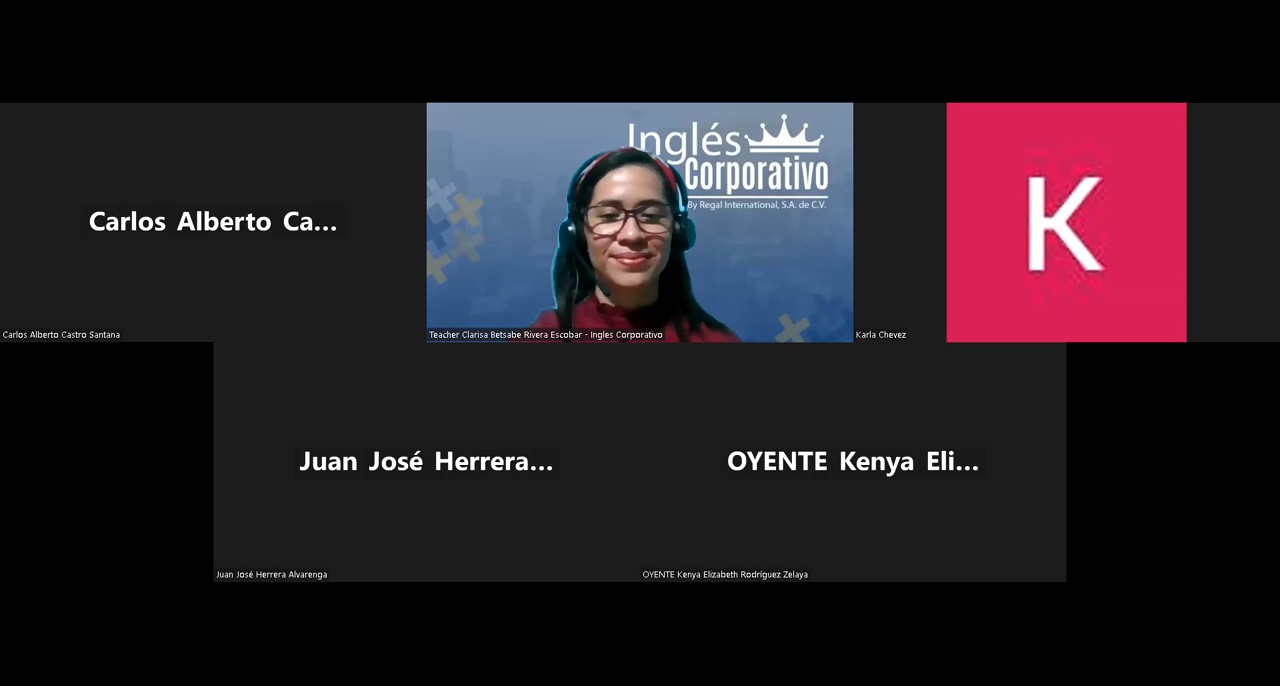 Carlos Alberto Ca...
Carlos Alberto Castro Santana
Inglés
Corporativo
By Regal International, S.A. de C.V.
Teacher Clarisa Betsabe Rivera Escobar - Ingles Corporativo
K
Karla Chevez
Juan José Herrera...
Juan José Herrera Alvarenga
OYENTE Kenya Eli...
OYENTE Kenya Elizabeth Rodríguez Zelaya